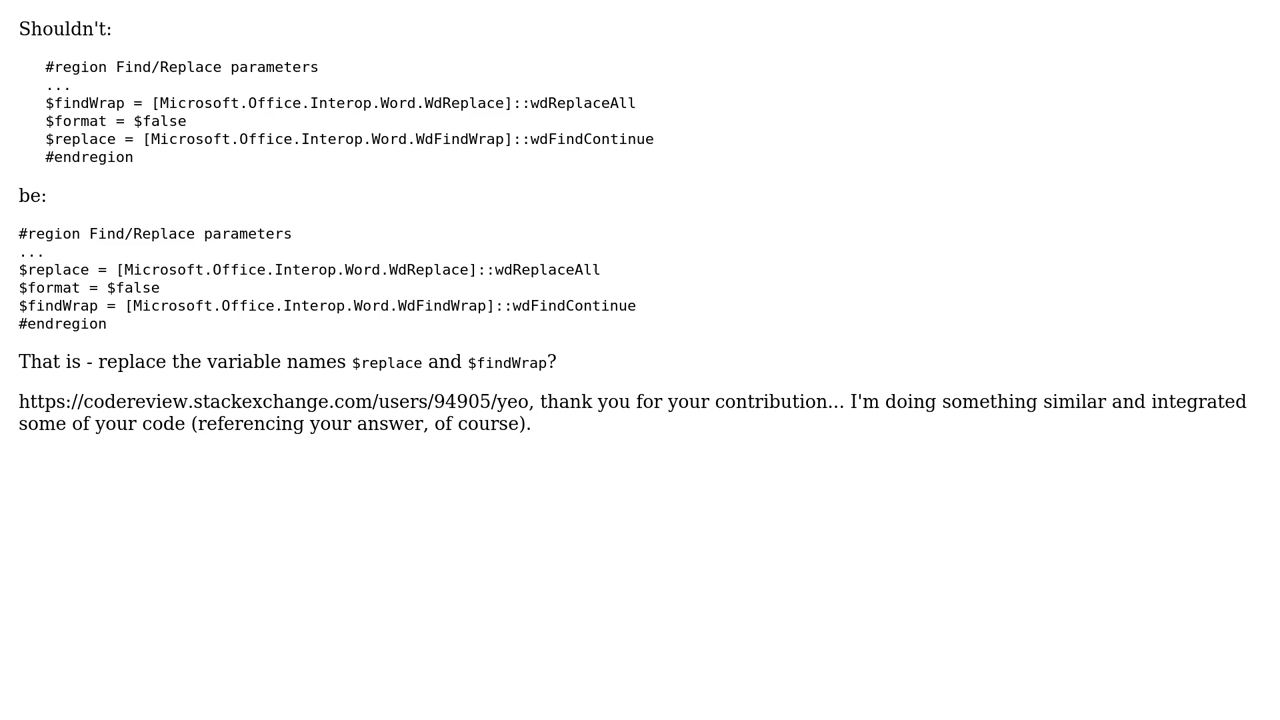 Shouldn't:
#region Find/Replace parameters
...
$findWrap = [Microsoft.Office.Interop.Word.WdReplace]::wdReplaceAll
$format = $false
$replace = [Microsoft.Office.Interop.Word.WdFindWrap]::wdFindContinue
#endregion
be:
#region Find/Replace parameters
...
$replace = [Microsoft.Office.Interop.Word.WdReplace]::wdReplaceAll
$format = $false
$findWrap = [Microsoft.Office.Interop.Word.WdFindWrap]::wdFindContinue
#endregion
That is - replace the variable names $replace and $findWrap?
https://codereview.stackexchange.com/users/94905/yeo, thank you for your contribution... I'm doing something similar and integrated
some of your code (referencing your answer, of course).